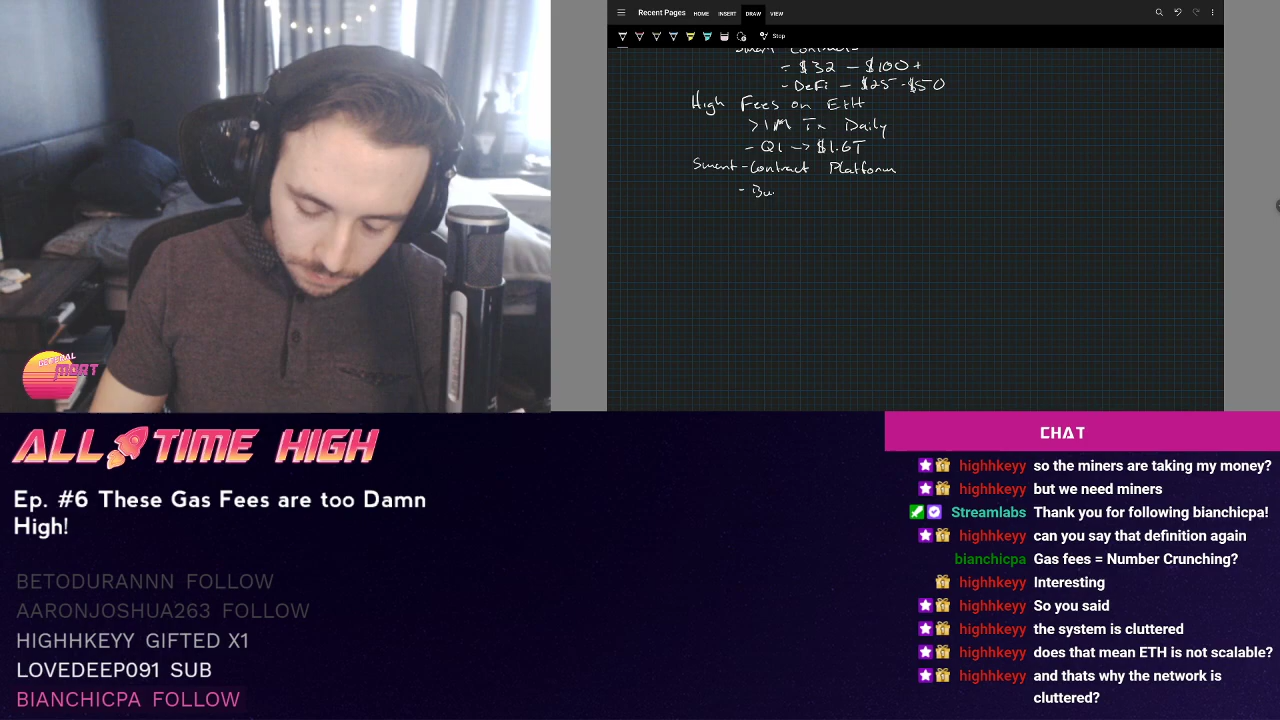 Recent Pages HOME INSERT DRAW VIEW
Stop
Smart Contracts
- $32 - $100+
- DeFi - $25 - $50
High Fees on EtH
>1M Tx Daily
- Q1 -> $1.6T
Smart-Contract Platform
- Bu
ALL TIME HIGH
Ep. #6 These Gas Fees are too Damn
High!
BETODURANNN FOLLOW
AARONJOSHUA263 FOLLOW
HIGHHKEYY GIFTED X1
LOVEDEEP091 SUB
BIANCHICPA FOLLOW
CHAT
highhkeyy so the miners are taking my money?
highhkeyy but we need miners
Streamlabs Thank you for following bianchicpa!
highhkeyy can you say that definition again
bianchicpa Gas fees = Number Crunching?
highhkeyy Interesting
highhkeyy So you said
highhkeyy the system is cluttered
highhkeyy does that mean ETH is not scalable?
highhkeyy and thats why the network is
cluttered?